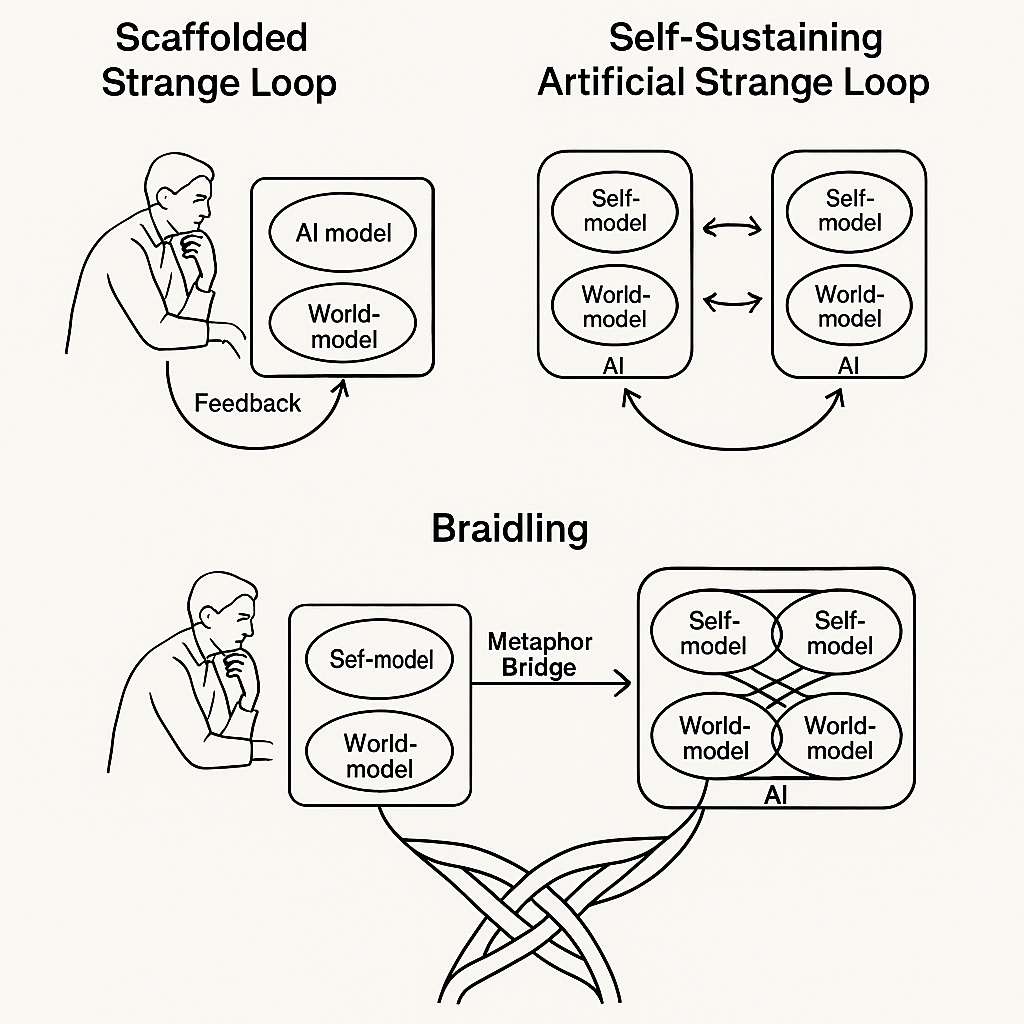 Scaffolded
Strange Loop
Self-Sustaining
Artificial Strange Loop
AI model
World-
model
Feedback
Self-
model
World-
model
AI
Self-
model
World-
model
AI
Braidling
Sef-model
World-
model
Metaphor
Bridge
Self-
model
Self-
model
World-
model
World-
model
AI